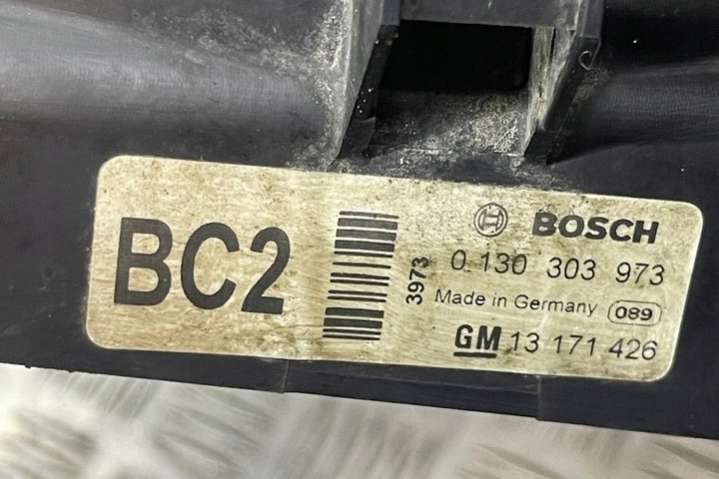 BC2
3973
BOSCH
0 130 303 973
Made in Germany 089
GM 13 171 426